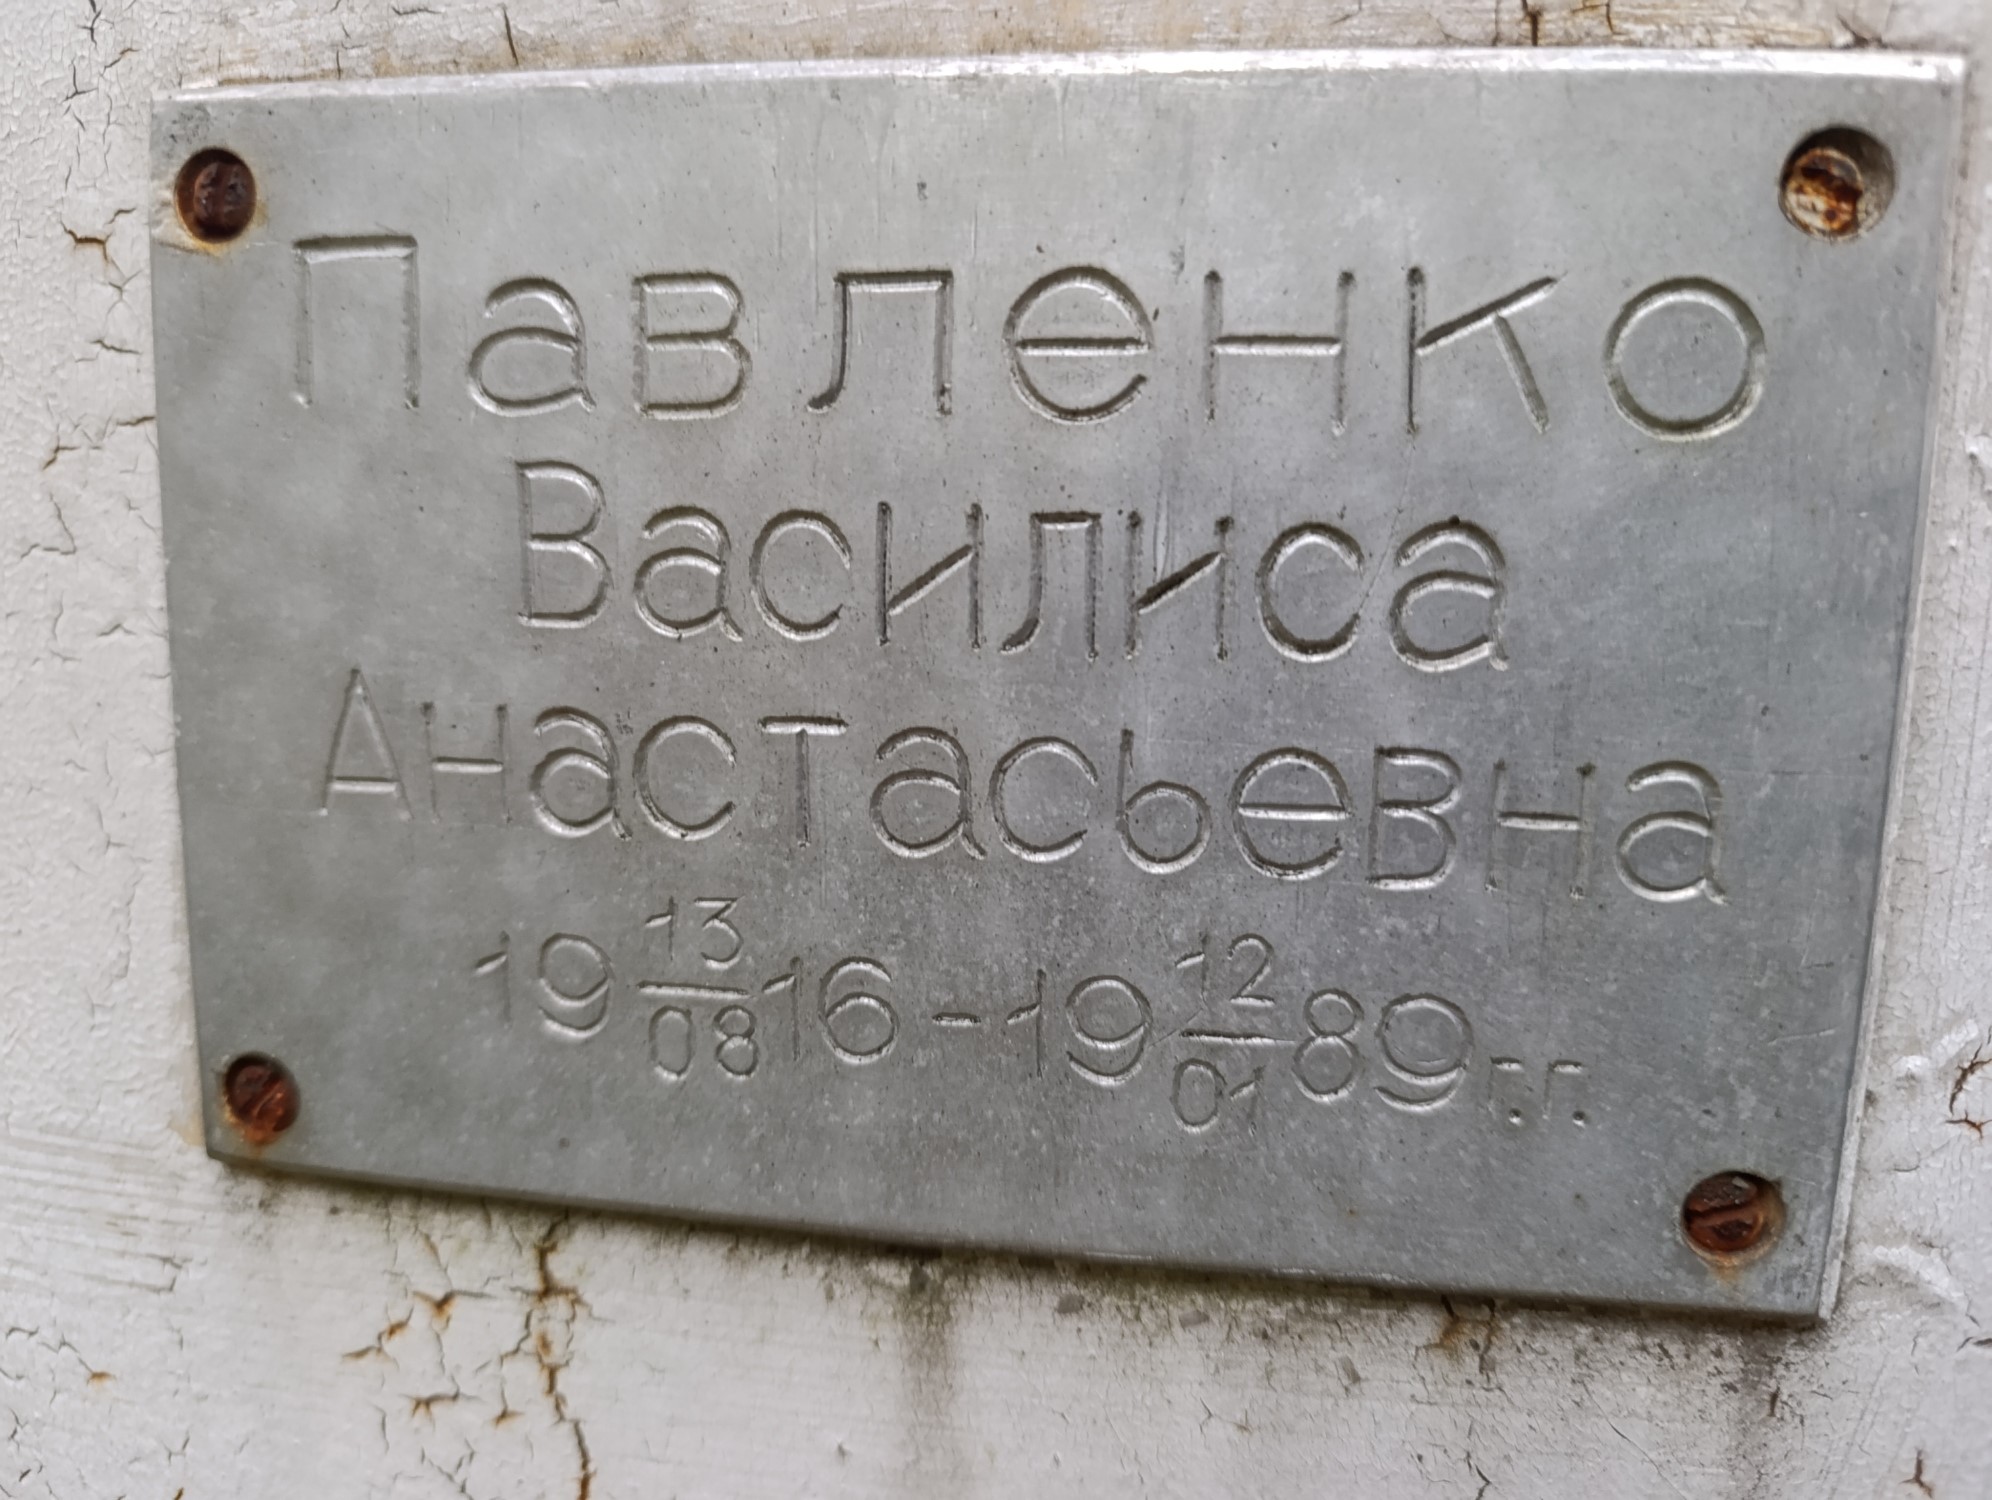 Павленко
Василиса
Анастасьевна
19 13/08 16 - 19 12/01 89 г.г.